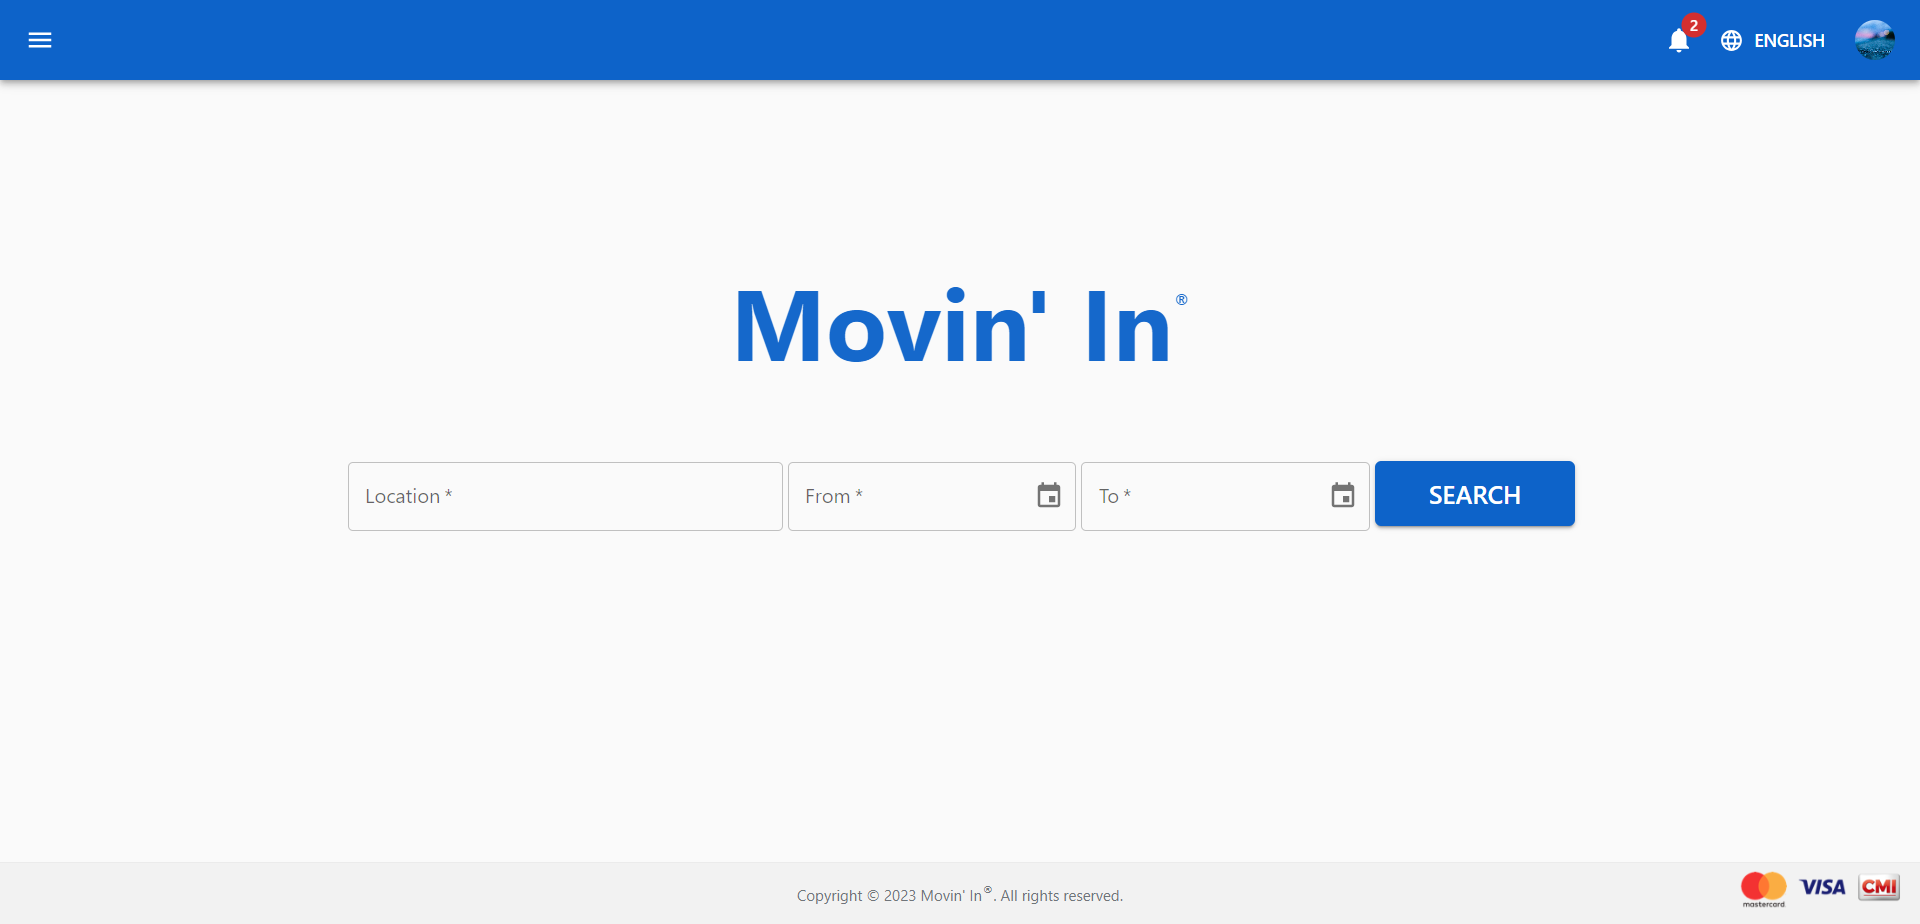 2
ENGLISH
Movin' In®
Location *
From *
To *
SEARCH
Copyright © 2023 Movin' In®. All rights reserved.
mastercard
VISA
CMI